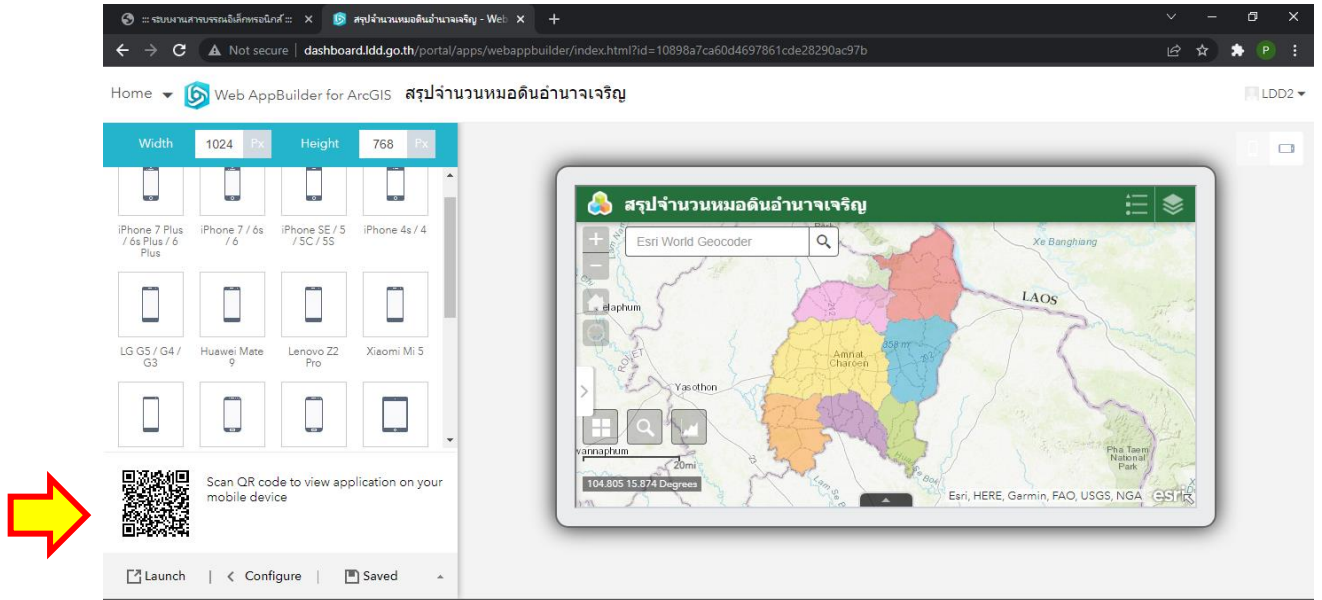 ::: ระบบงานสารบรรณอิเล็กทรอนิกส์ :::
สรุปจำนวนหมอดินอำนาจเจริญ - Web
Not secure | dashboard.ldd.go.th/portal/apps/webappbuilder/index.html?id=10898a7ca60d4697861cde28290ac97b
P
Home
Web AppBuilder for ArcGIS
สรุปจำนวนหมอดินอำนาจเจริญ
LDD2
Width 1024 Px Height 768 Px
iPhone 7 Plus / 6s Plus / 6 Plus
iPhone 7 / 6s / 6
iPhone SE / 5 / 5C / 5S
iPhone 4s / 4
LG G5 / G4 / G3
Huawei Mate 9
Lenovo Z2 Pro
Xiaomi Mi 5
Scan QR code to view application on your
mobile device
Launch | Configure | Saved
สรุปจำนวนหมอดินอำนาจเจริญ
Esri World Geocoder
Xe Banghiang
LAOS
elaphum
212
358 m
202
ROI ET
Amnat
Charoen
Yasothon
vannaphum
20mi
Pha Taem
National
Park
104.805 15.874 Degrees
Esri, HERE, Garmin, FAO, USGS, NGA
esri